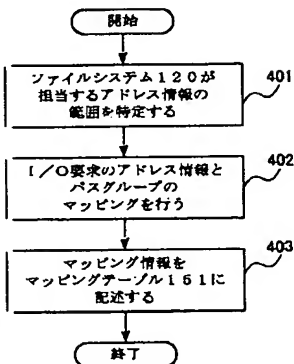 開始
ファイルシステム120が
担当するアドレス情報の
範囲を特定する
401
I/O要求のアドレス情報と
パスグループの
マッピングを行う
402
マッピング情報を
マッピングテーブル151に
記述する
403
終了